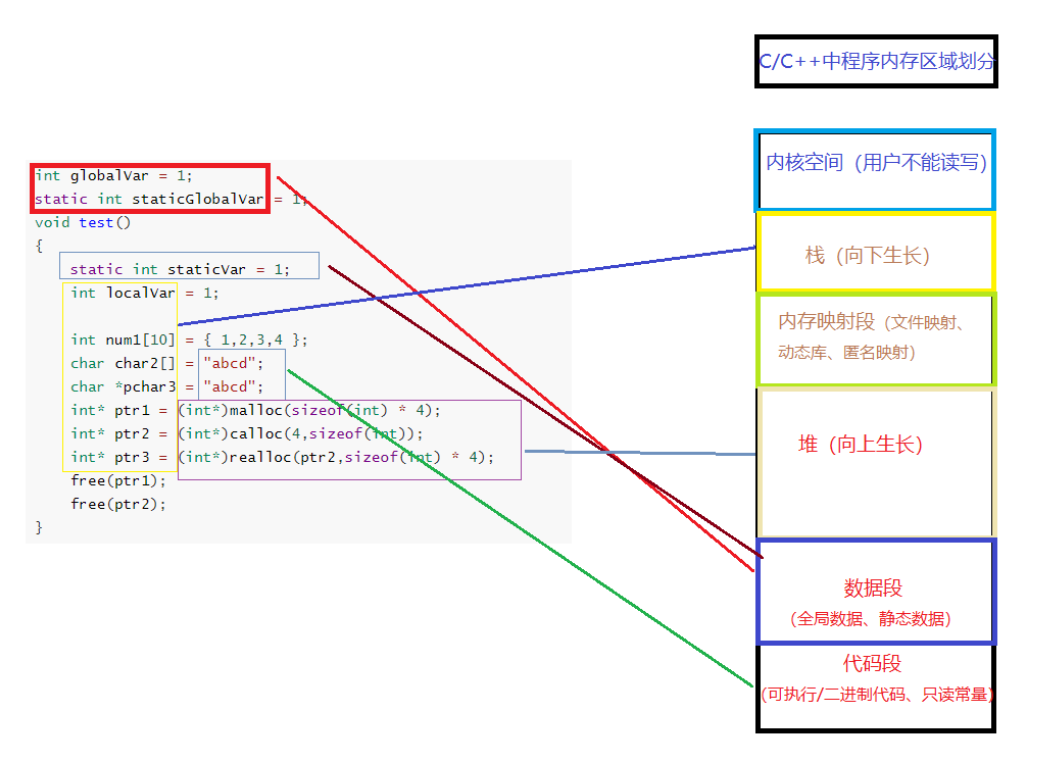 C/C++中程序内存区域划分
int globalVar = 1;
static int staticGlobalVar = 1;
void test()
{
static int staticVar = 1;
int localVar = 1;
int num1[10] = { 1,2,3,4 };
char char2[] = "abcd";
char *pchar3 = "abcd";
int* ptr1 = (int*)malloc(sizeof(int) * 4);
int* ptr2 = (int*)calloc(4,sizeof(int));
int* ptr3 = (int*)realloc(ptr2,sizeof(int) * 4);
free(ptr1);
free(ptr2);
}
内核空间（用户不能读写）
栈（向下生长）
内存映射段（文件映射、
动态库、匿名映射）
堆（向上生长）
数据段
（全局数据、静态数据）
代码段
（可执行/二进制代码、只读常量）